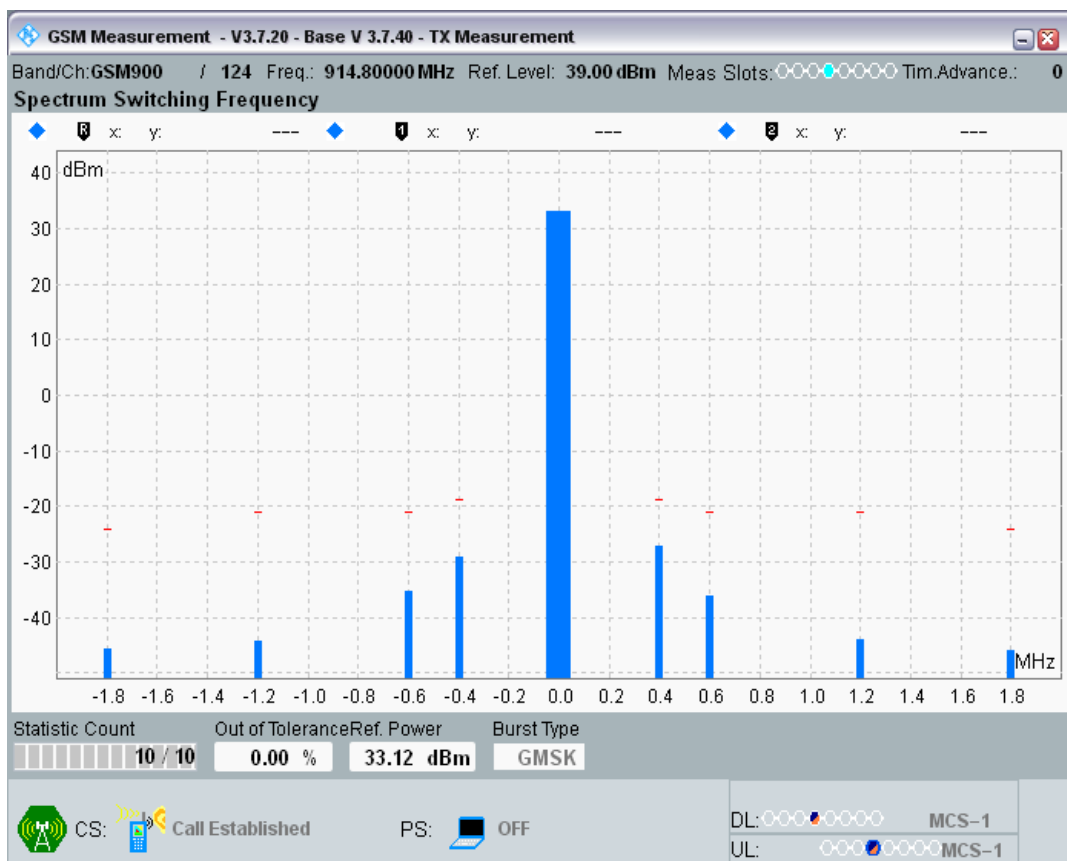 GSM Measurement - V3.7.20 - Base V 3.7.40 - TX Measurement
Band/Ch:GSM900 / 124 Freq.: 914.80000 MHz Ref. Level: 39.00 dBm Meas Slots: Tim.Advance.: 0
Spectrum Switching Frequency
R x: y: --- 1 x: y: --- 2 x: y: ---
dBm
40
30
20
10
0
-10
-20
-30
-40
MHz
-1.8 -1.6 -1.4 -1.2 -1.0 -0.8 -0.6 -0.4 -0.2 0.0 0.2 0.4 0.6 0.8 1.0 1.2 1.4 1.6 1.8
Statistic Count Out of Tolerance Ref. Power Burst Type
10 / 10 0.00 % 33.12 dBm GMSK
CS: Call Established PS: OFF
DL: MCS-1
UL: MCS-1